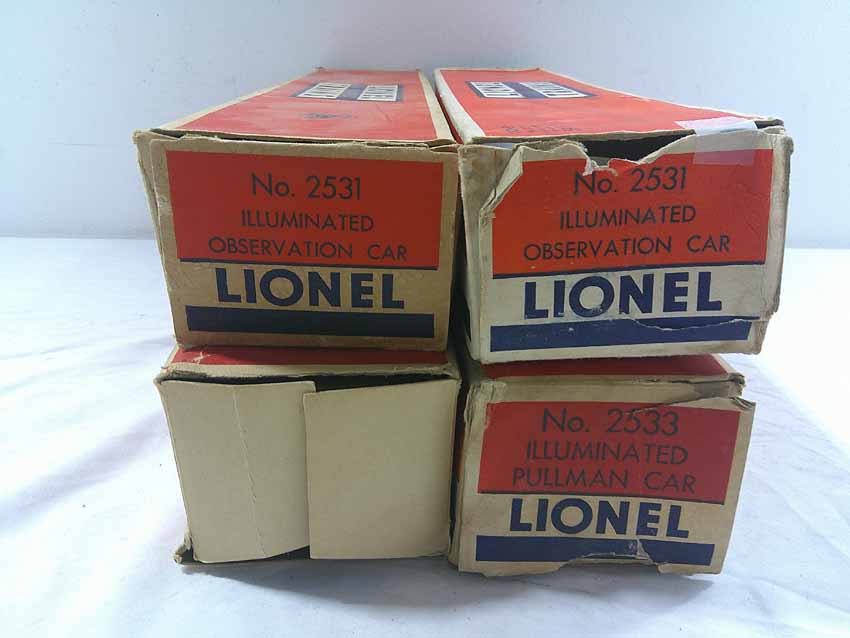 No. 2531
ILLUMINATED
OBSERVATION CAR
LIONEL
No. 2531
ILLUMINATED
OBSERVATION CAR
LIONEL
No. 2533
ILLUMINATED
PULLMAN CAR
LIONEL